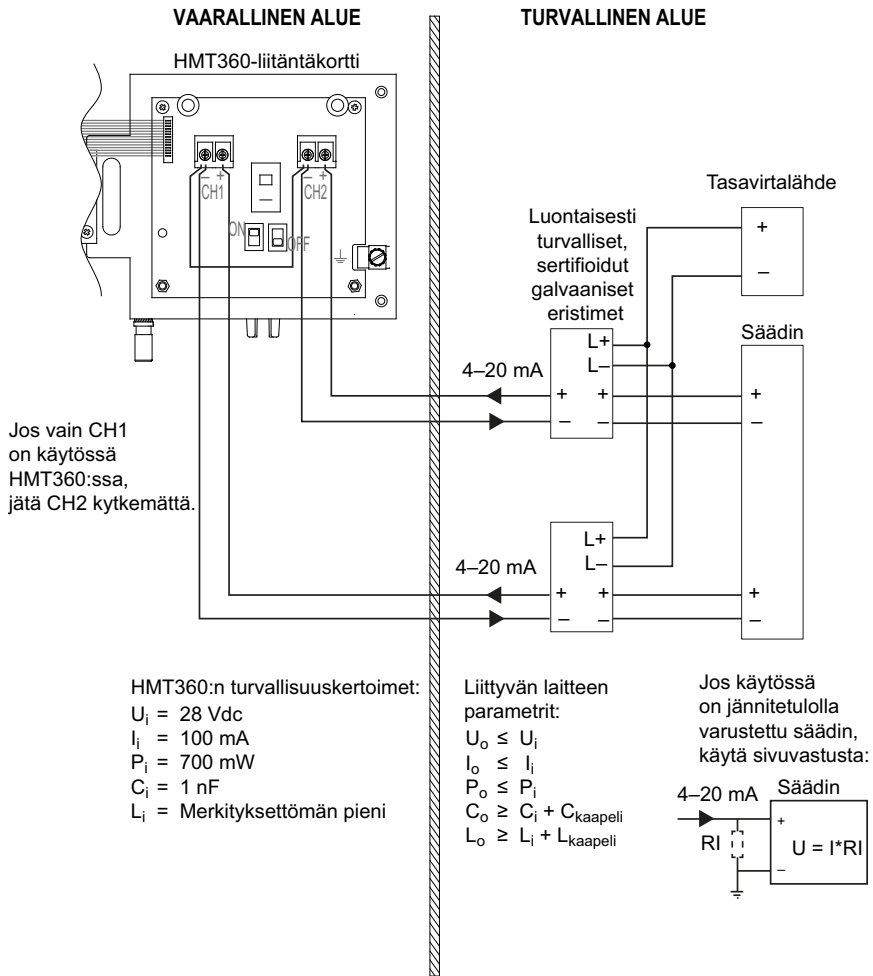 VAARALLINEN ALUE
TURVALLINEN ALUE
HMT360-liitäntäkortti
– +
CH1
– +
CH2
ON
OFF
Tasavirtalähde
+
–
Luontaisesti
turvalliset,
sertifioidut
galvaaniset
eristimet
Säädin
L+
L–
4–20 mA
+ + +
– – –
Jos vain CH1
on käytössä
HMT360:ssa,
jätä CH2 kytkemättä.
L+
L–
4–20 mA
+ + +
– – –
HMT360:n turvallisuuskertoimet:
Ui = 28 Vdc
Ii = 100 mA
Pi = 700 mW
Ci = 1 nF
Li = Merkityksettömän pieni
Liittyvän laitteen
parametrit:
Uo ≤ Ui
Io ≤ Ii
Po ≤ Pi
Co ≥ Ci + Ckaapeli
Lo ≥ Li + Lkaapeli
Jos käytössä
on jännitetulolla
varustettu säädin,
käytä sivuvastusta:
4–20 mA
Säädin
+
RI
U = I*RI
–